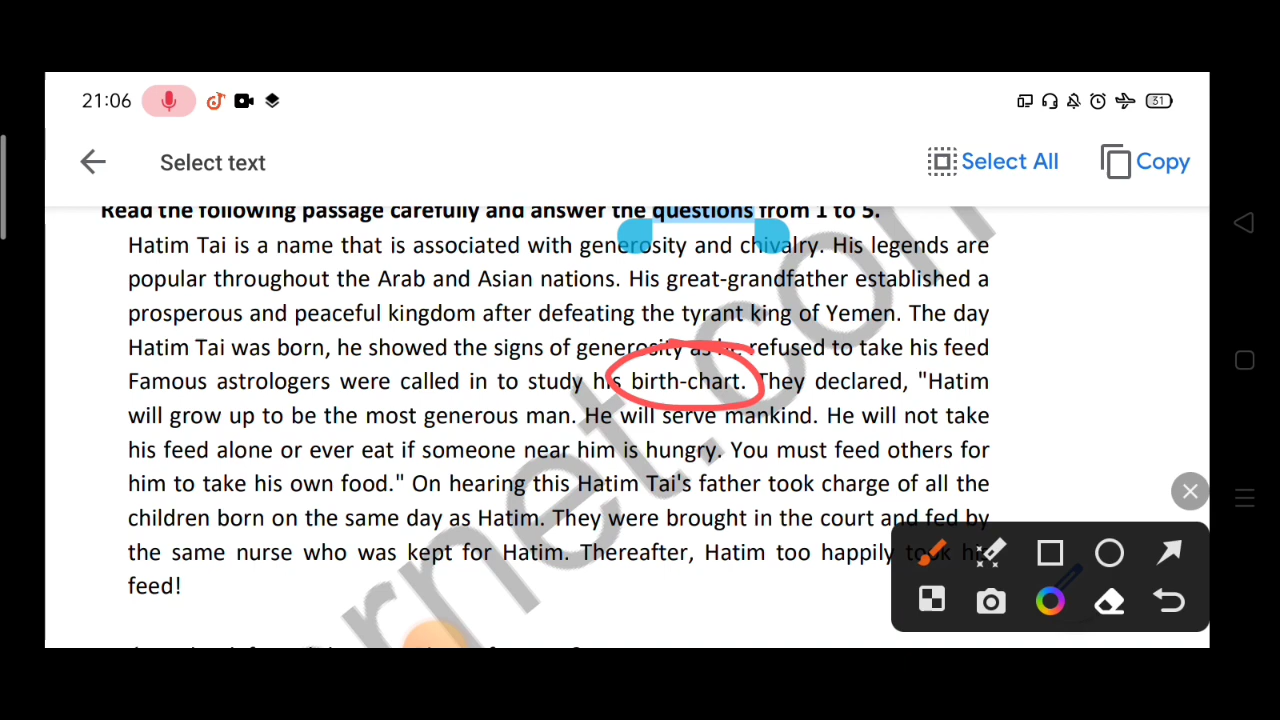 21:06
31
Select text
Select All
Copy
Read the following passage carefully and answer the questions from 1 to 5.
Hatim Tai is a name that is associated with generosity and chivalry. His legends are
popular throughout the Arab and Asian nations. His great-grandfather established a
prosperous and peaceful kingdom after defeating the tyrant king of Yemen. The day
Hatim Tai was born, he showed the signs of generosity as he refused to take his feed
Famous astrologers were called in to study his birth-chart. They declared, "Hatim
will grow up to be the most generous man. He will serve mankind. He will not take
his feed alone or ever eat if someone near him is hungry. You must feed others for
him to take his own food." On hearing this Hatim Tai's father took charge of all the
children born on the same day as Hatim. They were brought in the court and fed by
the same nurse who was kept for Hatim. Thereafter, Hatim too happily took his
feed!
rnet.com